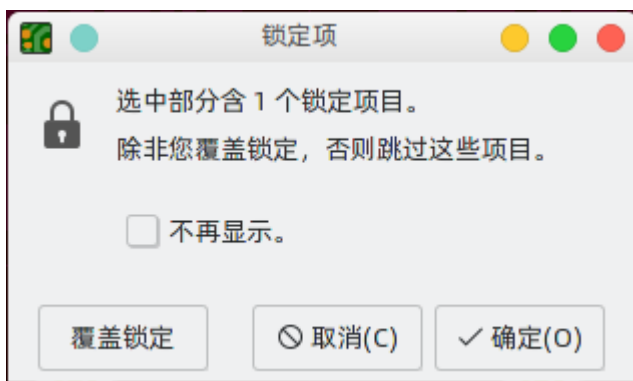 锁定项
选中部分含 1 个锁定项目。
除非您覆盖锁定，否则跳过这些项目。
不再显示。
覆盖锁定
取消(C)
确定(O)